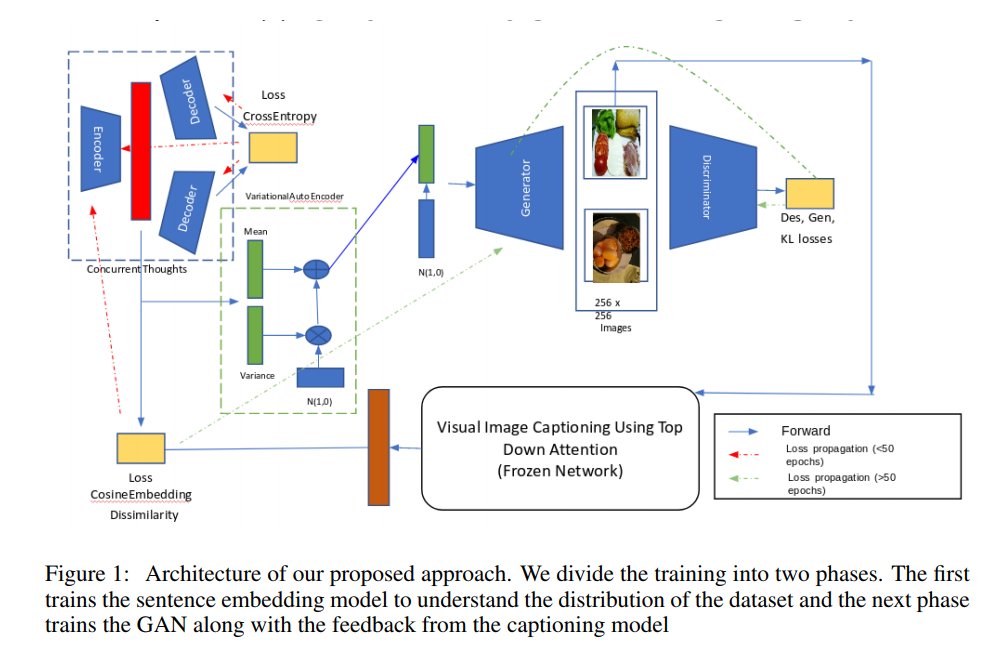 Encoder
Decoder
Decoder
Loss
CrossEntropy
Concurrent Thoughts
VariationalAuto Encoder
Mean
Variance
N(1,0)
N(1,0)
Generator
256 x
256
Images
Discriminator
Des, Gen,
KL losses
Loss
CosineEmbedding
Dissimilarity
Visual Image Captioning Using Top
Down Attention
(Frozen Network)
Forward
Loss propagation (<50
epochs)
Loss propagation (>50
epochs)
Figure 1: Architecture of our proposed approach. We divide the training into two phases. The first
trains the sentence embedding model to understand the distribution of the dataset and the next phase
trains the GAN along with the feedback from the captioning model